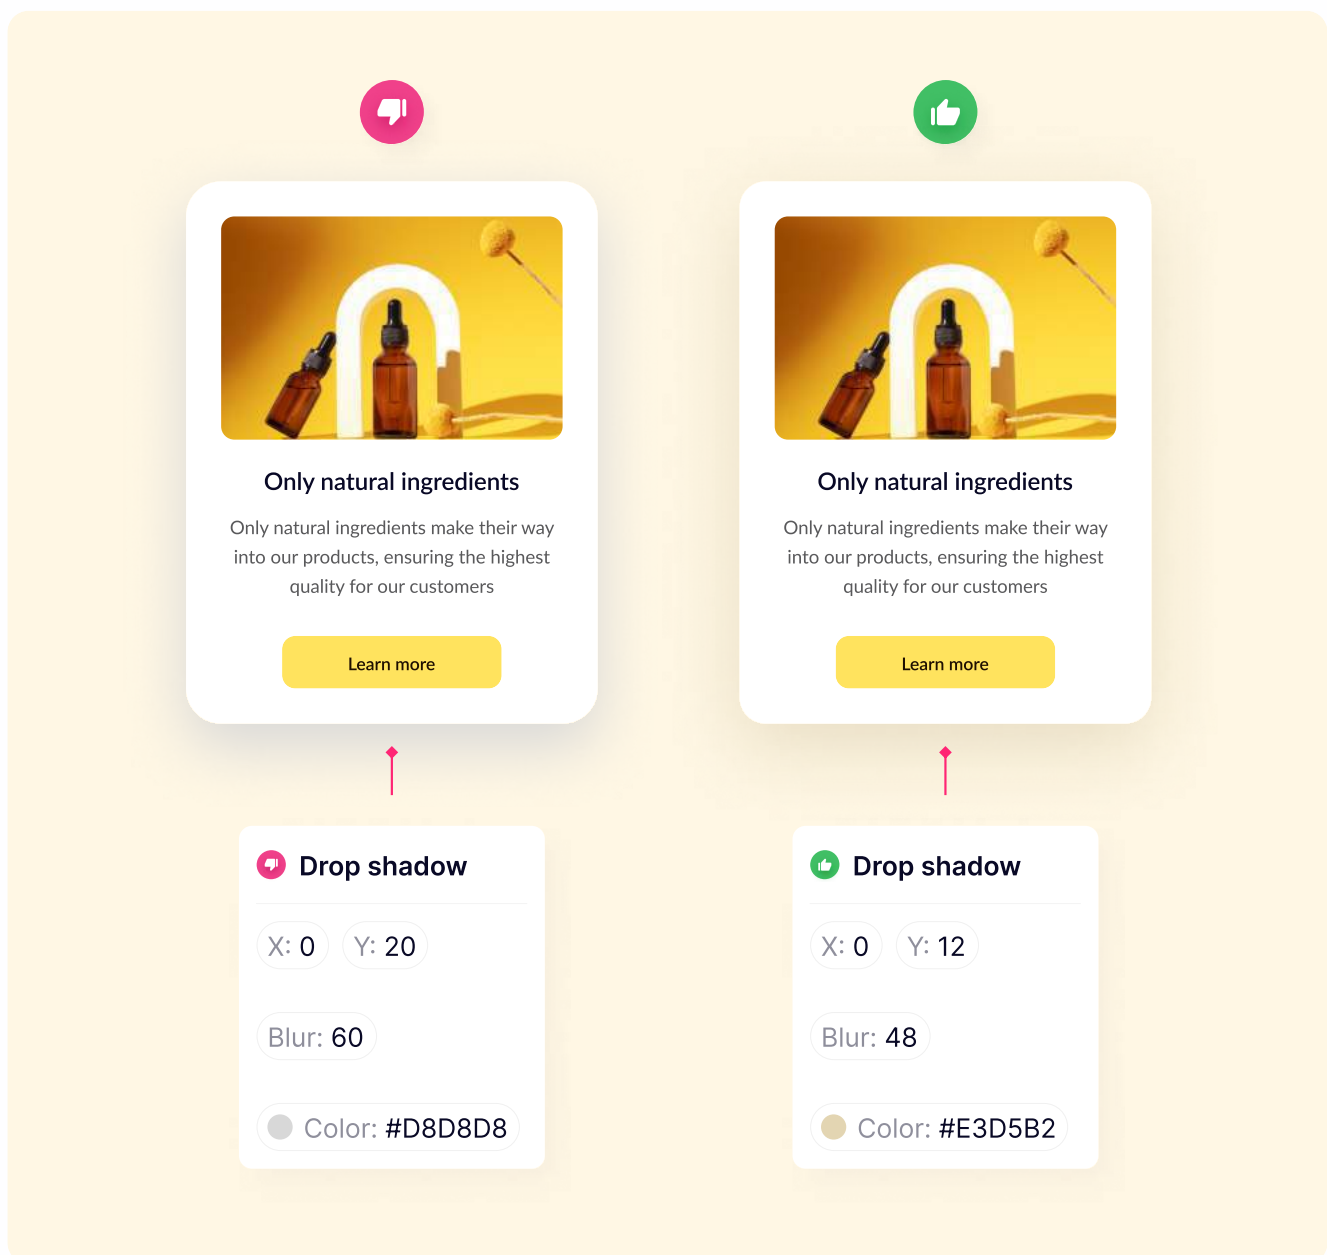 Only natural ingredients
Only natural ingredients make their way
into our products, ensuring the highest
quality for our customers
Learn more
Drop shadow
X: 0 Y: 20
Blur: 60
Color: #D8D8D8
Only natural ingredients
Only natural ingredients make their way
into our products, ensuring the highest
quality for our customers
Learn more
Drop shadow
X: 0 Y: 12
Blur: 48
Color: #E3D5B2